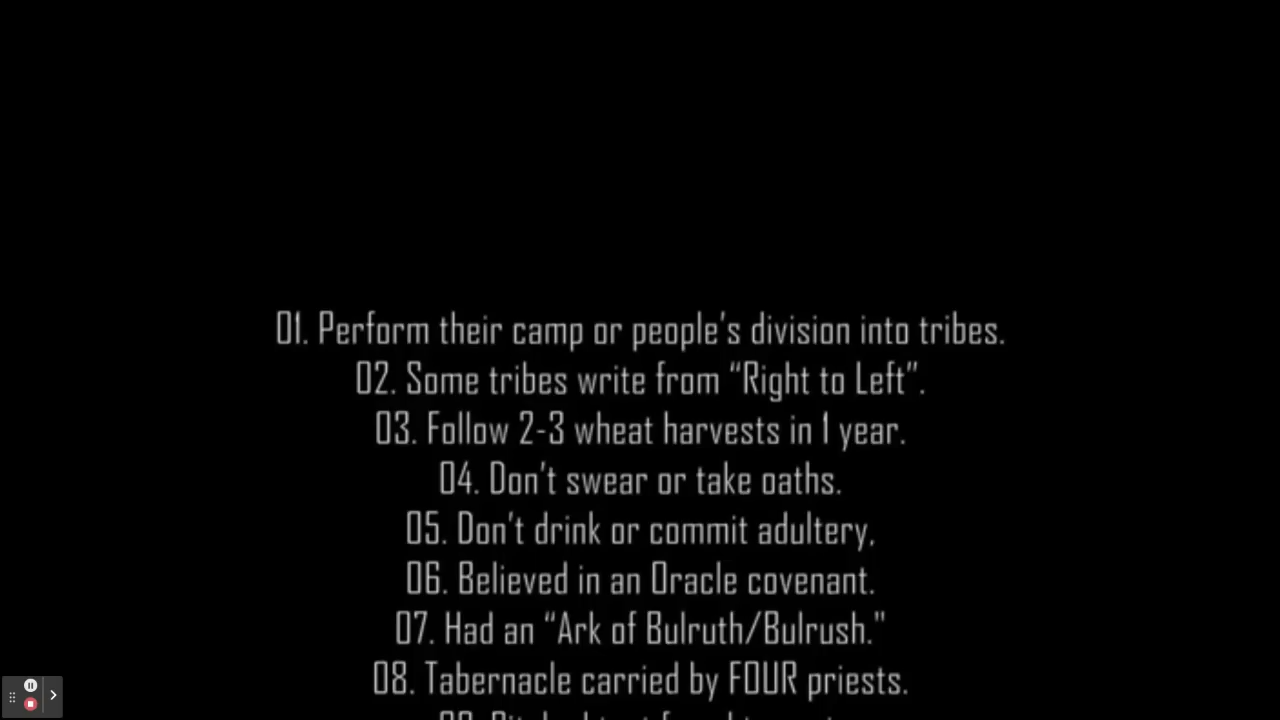 01. Perform their camp or people's division into tribes.
02. Some tribes write from “Right to Left”.
03. Follow 2-3 wheat harvests in 1 year.
04. Don't swear or take oaths.
05. Don't drink or commit adultery,
06. Believed in an Oracle covenant.
07. Had an “Ark of Bulruth/Bulrush."
08. Tabernacle carried by FOUR priests.